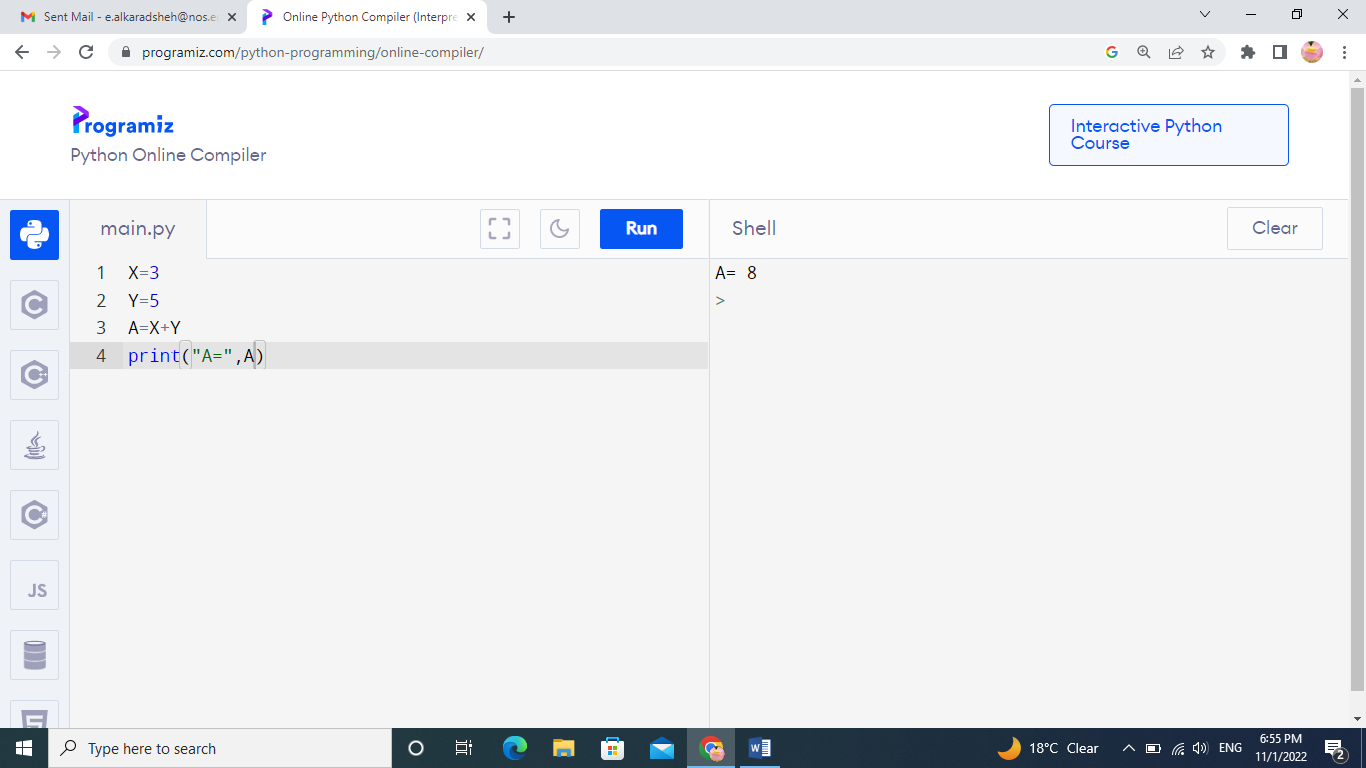 Sent Mail - e.alkaradsheh@nos.e
Online Python Compiler (Interpre
programiz.com/python-programming/online-compiler/
Programiz
Python Online Compiler
Interactive Python
Course
main.py
Run
Shell
Clear
1 X=3
2 Y=5
3 A=X+Y
4 print("A=",A)
A= 8
>
JS
Type here to search
18°C Clear
ENG
6:55 PM
11/1/2022
2